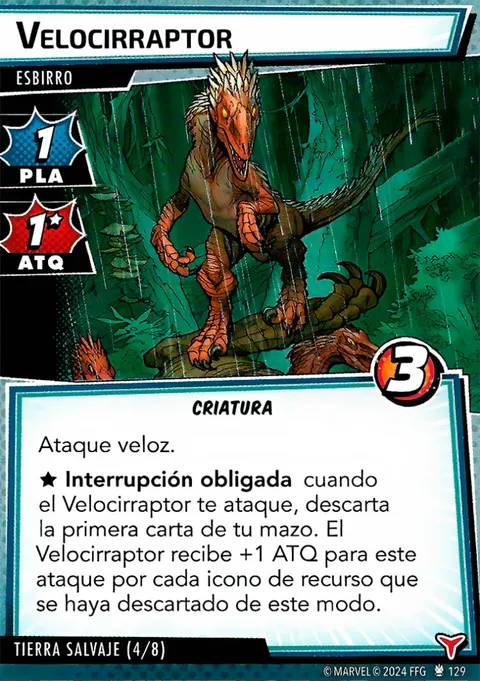 VELOCIRRAPTOR
ESBIRRO
1
PLA
1★
ATQ
3
CRIATURA
Ataque veloz.
★ Interrupción obligada cuando
el Velocirraptor te ataque, descarta
la primera carta de tu mazo. El
Velocirraptor recibe +1 ATQ para este
ataque por cada icono de recurso que
se haya descartado de este modo.
TIERRA SALVAJE (4/8)
© MARVEL © 2024 FFG 129